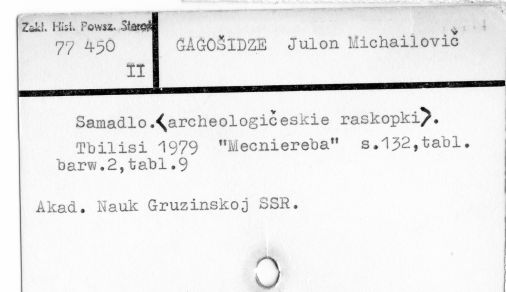 Zakł. Hist. Powsz. Staroż.
77 450
II
GAGOŠIDZE Julon Michailovič
Samadlo.<archeologičeskie raskopki>.
Tbilisi 1979 "Mecniereba" s.132,tabl.
barw.2,tabl.9
Akad. Nauk Gruzinskoj SSR.